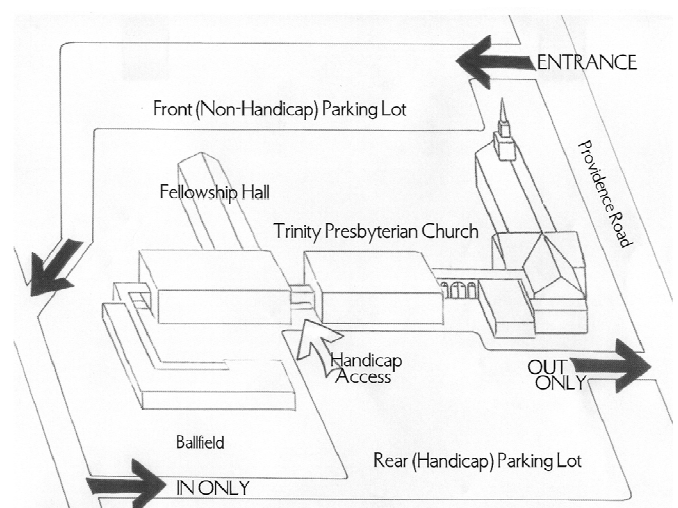 ENTRANCE
Front (Non-Handicap) Parking Lot
Providence Road
Fellowship Hall
Trinity Presbyterian Church
Handicap
Access
OUT
ONLY
Ballfield
Rear (Handicap) Parking Lot
IN ONLY